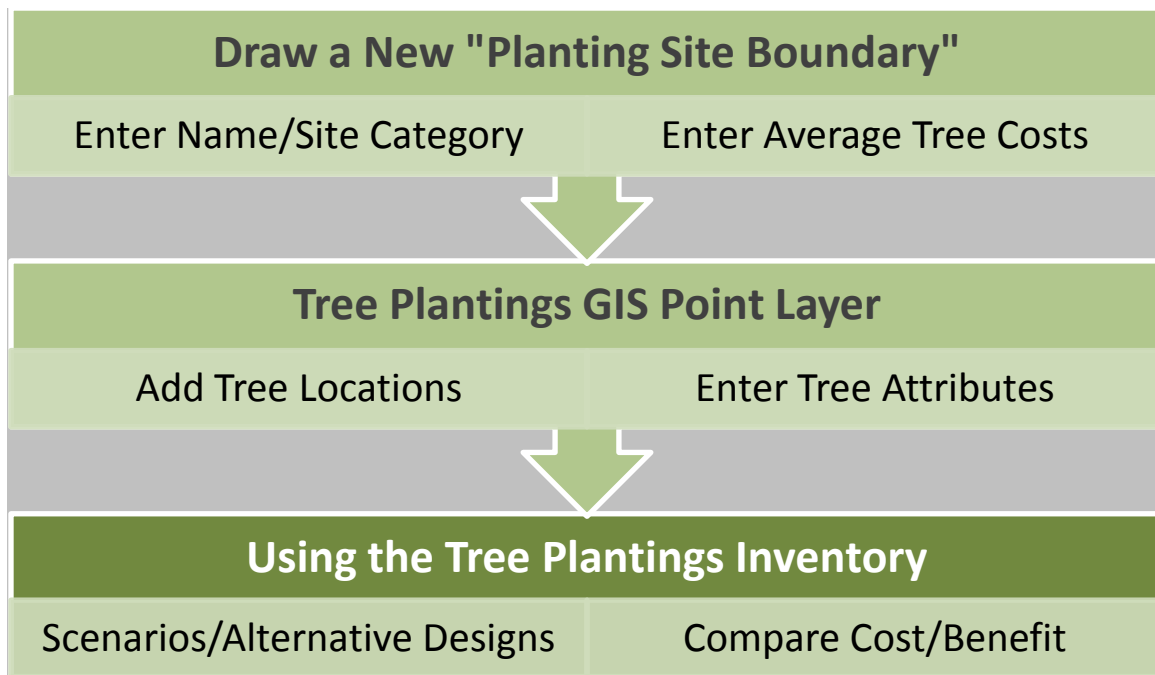 Draw a New "Planting Site Boundary"
Enter Name/Site Category
Enter Average Tree Costs
Tree Plantings GIS Point Layer
Add Tree Locations
Enter Tree Attributes
Using the Tree Plantings Inventory
Scenarios/Alternative Designs
Compare Cost/Benefit